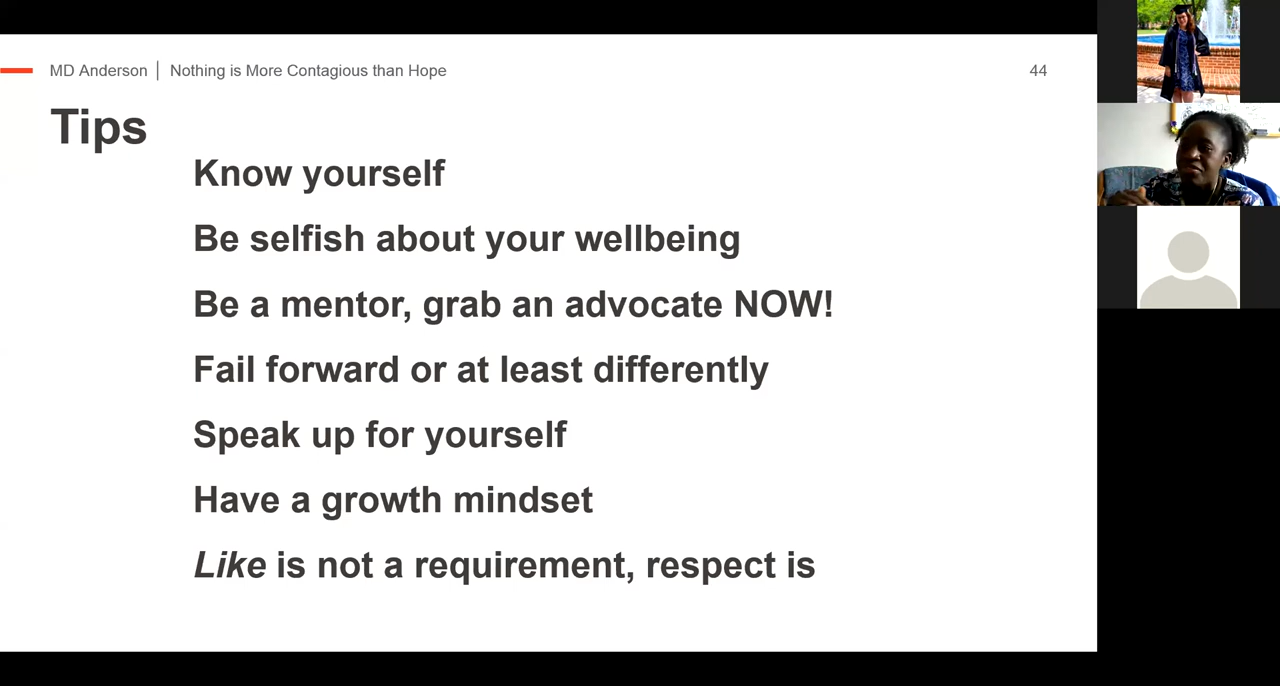 MD Anderson | Nothing is More Contagious than Hope 44
Tips
Know yourself
Be selfish about your wellbeing
Be a mentor, grab an advocate NOW!
Fail forward or at least differently
Speak up for yourself
Have a growth mindset
Like is not a requirement, respect is